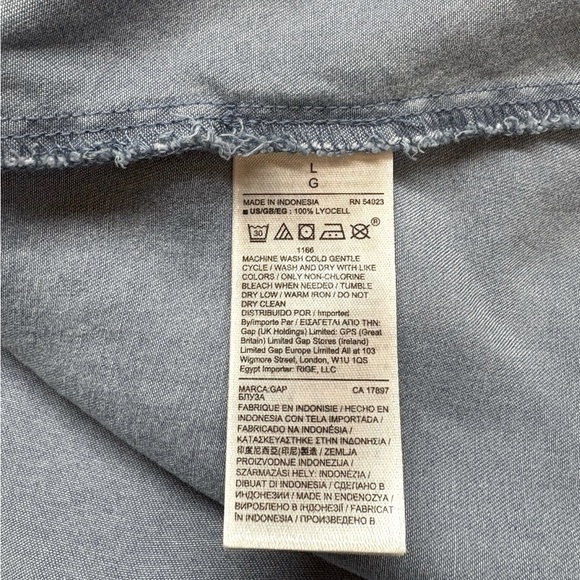 L
G
MADE IN INDONESIA RN 54023
■ US/GB/EG : 100% LYOCELL
30 ®
1166
MACHINE WASH COLD GENTLE
CYCLE / WASH AND DRY WITH LIKE
COLORS / ONLY NON-CHLORINE
BLEACH WHEN NEEDED / TUMBLE
DRY LOW / WARM IRON / DO NOT
DRY CLEAN
DISTRIBUIDO POR / Imported
By/Importe Par / ΕΙΣΑΓΕΤΑΙ ΑΠΟ ΤΗΝ:
Gap (UK Holdings) Limited: GPS (Great
Britain) Limited Gap Stores (Ireland)
Limited Gap Europe Limited All at 103
Wigmore Street, London, W1U 1QS
Egypt Importer: RIGE, LLC
MARCA:GAP CA 17897
БЛУЗА
FABRIQUE EN INDONISIE / HECHO EN
INDONESIA CON TELA IMPORTADA /
FABRICADO NA INDONÉSIA /
ΚΑΤΑΣΚΕΥΑΣΤΗΚΕ ΣΤΗΝ ΙΝΔΟΝΗΣΙΑ/
印度尼西亞(印尼)製造 / ZEMLJA
PROIZVODNJE INDONEZIJA /
SZÁRMAZÁSI HELY: INDONÉZIA /
DIBUAT DI INDONESIA / СДЕЛАНО В
ИНДОНЕЗИИ / MADE IN ENDENOZYA /
ВИРОБЛЕНО В ІНДОНЕЗІЇ / FABRICAT
ÎN INDONESIA / ПРОИЗВЕДЕНО В